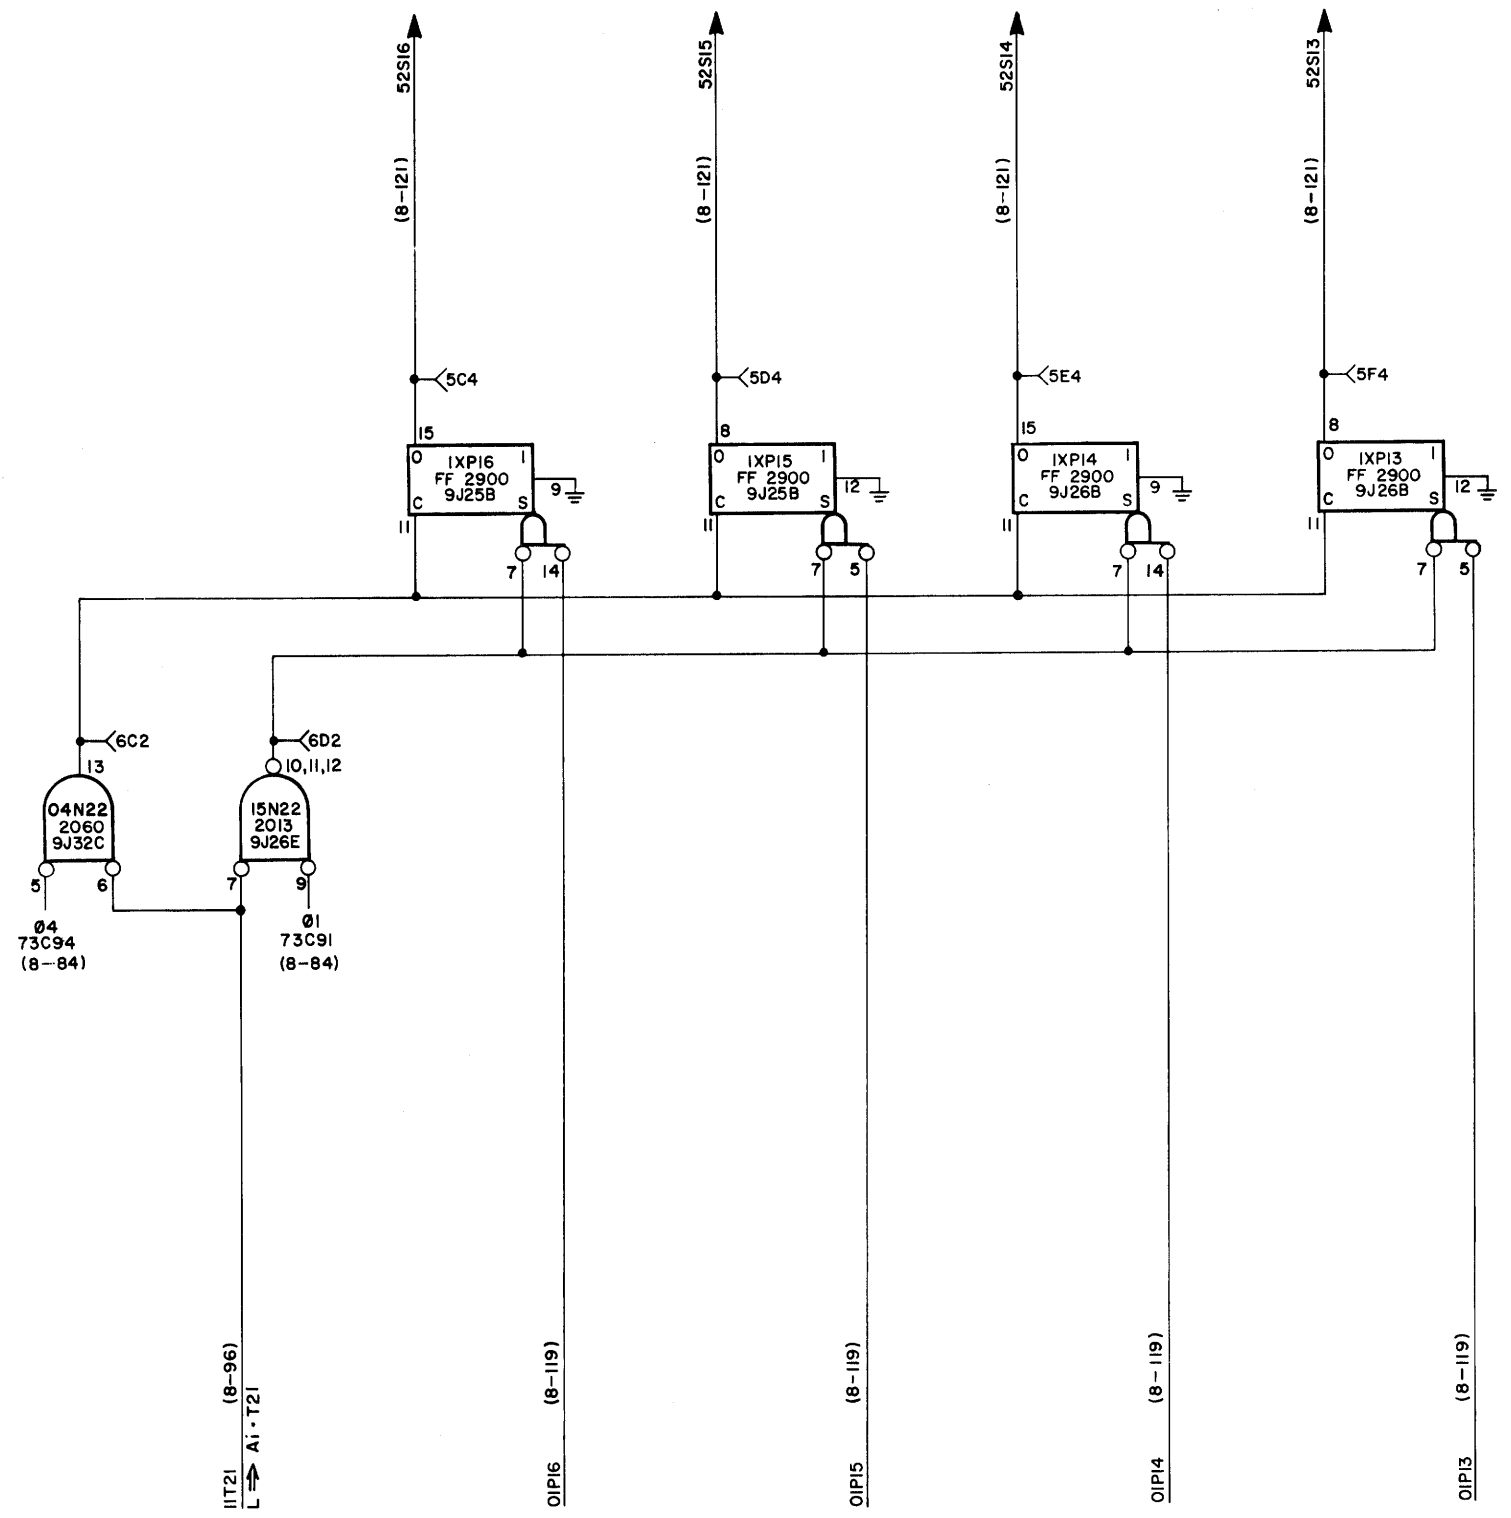 52S16
52S15
52S14
52S13
(8-121)
(8-121)
(8-121)
(8-121)
5C4
5D4
5E4
5F4
15
8
15
8
0 1
1XP16
FF 2900
9J25B
C S
9
11
7
14
0 1
1XP15
FF 2900
9J25B
C S
12
11
7
5
0 1
1XP14
FF 2900
9J26B
C S
9
11
7
14
0 1
1XP13
FF 2900
9J26B
C S
12
11
7
5
6C2
6D2
13
10,11,12
04N22
2060
9J32C
5
6
15N22
2013
9J26E
7
9
Ø4
73C94
(8-84)
Ø1
73C91
(8-84)
11T21 (8-96)
L ⇒ Ai · T21
01P16 (8-119)
01P15 (8-119)
01P14 (8-119)
01P13 (8-119)